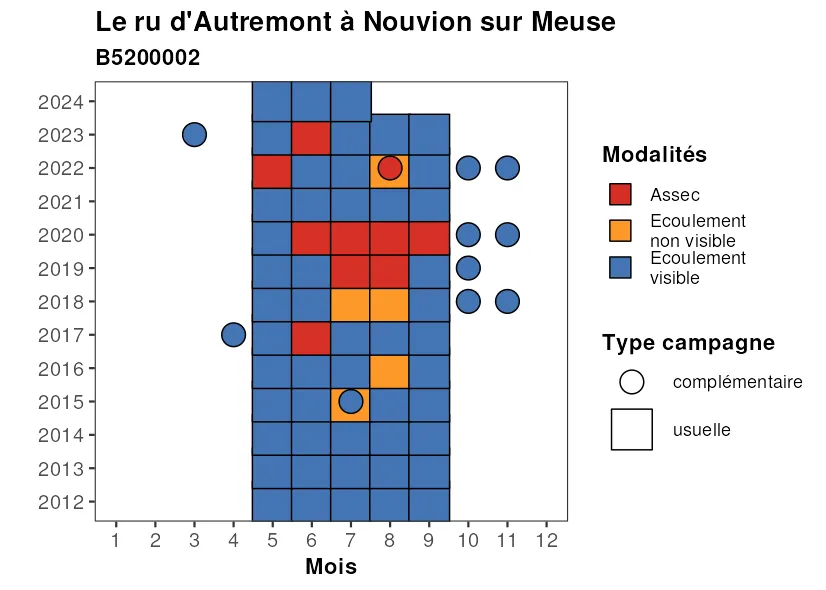 Le ru d'Autremont à Nouvion sur Meuse
B5200002
2024
2023
2022
2021
2020
2019
2018
2017
2016
2015
2014
2013
2012
1 2 3 4 5 6 7 8 9 10 11 12
Mois
Modalités
Assec
Ecoulement
non visible
Ecoulement
visible
Type campagne
complémentaire
usuelle